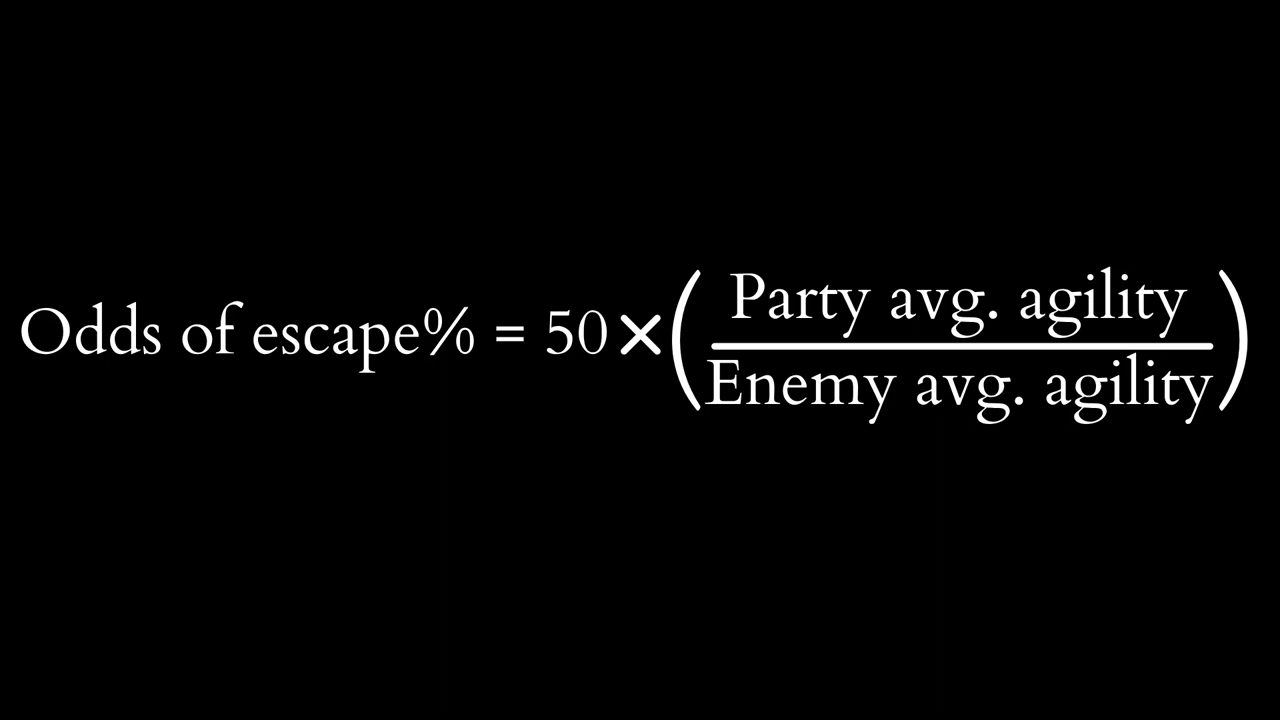 Odds of escape% = 50×(Party avg. agility
Enemy avg. agility)